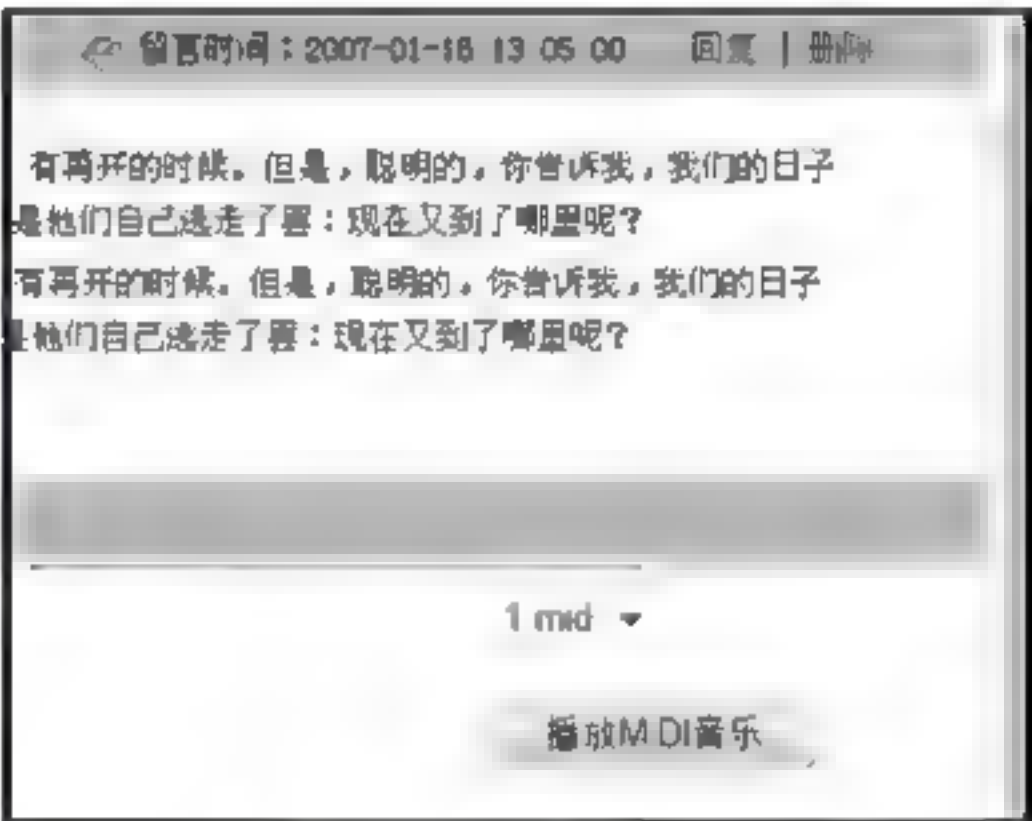 留言时间：2007-01-16 13 05 00 回复 | 删除
有再开的时候。但是，聪明的，你告诉我，我们的日子
是他们自己逃走了罢：现在又到了哪里呢？
有再开的时候。但是，聪明的，你告诉我，我们的日子
是他们自己逃走了罢：现在又到了哪里呢？
1 mid
播放MIDI音乐